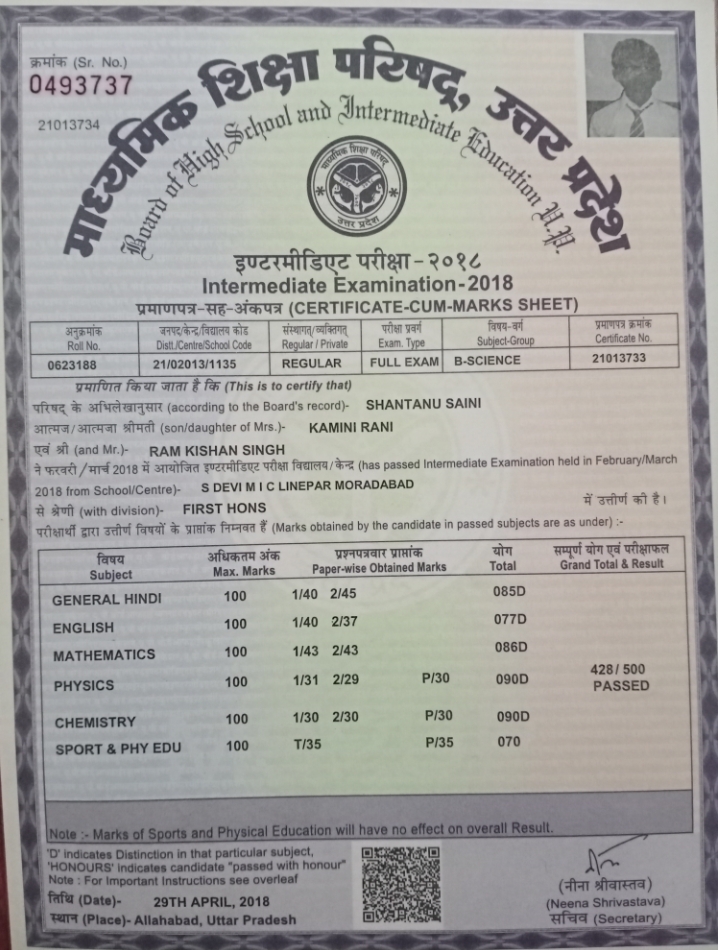 क्रमांक (Sr. No.)
0493737
21013734
माध्यमिक शिक्षा परिषद्, उत्तर प्रदेश
Board of High School and Intermediate Education U.P.
माध्यमिक शिक्षा परिषद
उत्तर प्रदेश
इण्टरमीडिएट परीक्षा-२०१८
Intermediate Examination-2018
प्रमाणपत्र-सह-अंकपत्र (CERTIFICATE-CUM-MARKS SHEET)
अनुक्रमांक जनपद/केन्द्र/विद्यालय कोड संस्थागत/व्यक्तिगत परीक्षा प्रवर्ग विषय-वर्ग प्रमाणपत्र क्रमांक
Roll No. Distt./Centre/School Code Regular / Private Exam. Type Subject-Group Certificate No.
0623188 21/02013/1135 REGULAR FULL EXAM B-SCIENCE 21013733
प्रमाणित किया जाता है कि (This is to certify that)
परिषद् के अभिलेखानुसार (according to the Board's record)- SHANTANU SAINI
आत्मज/आत्मजा श्रीमती (son/daughter of Mrs.)- KAMINI RANI
एवं श्री (and Mr.)- RAM KISHAN SINGH
ने फरवरी/मार्च 2018 में आयोजित इण्टरमीडिएट परीक्षा विद्यालय/केन्द्र (has passed Intermediate Examination held in February/March
2018 from School/Centre)- S DEVI M I C LINEPAR MORADABAD
से श्रेणी (with division)- FIRST HONS में उत्तीर्ण की है।
परीक्षार्थी द्वारा उत्तीर्ण विषयों के प्राप्तांक निम्नवत हैं (Marks obtained by the candidate in passed subjects are as under) :-
विषय अधिकतम अंक प्रश्नपत्रवार प्राप्तांक योग सम्पूर्ण योग एवं परीक्षाफल
Subject Max. Marks Paper-wise Obtained Marks Total Grand Total & Result
GENERAL HINDI 100 1/40 2/45 085D
ENGLISH 100 1/40 2/37 077D
MATHEMATICS 100 1/43 2/43 086D
PHYSICS 100 1/31 2/29 P/30 090D 428/ 500
PASSED
CHEMISTRY 100 1/30 2/30 P/30 090D
SPORT & PHY EDU 100 T/35 P/35 070
Note :- Marks of Sports and Physical Education will have no effect on overall Result.
'D' indicates Distinction in that particular subject,
'HONOURS' indicates candidate "passed with honour"
Note : For Important Instructions see overleaf
तिथि (Date)- 29TH APRIL, 2018
स्थान (Place)- Allahabad, Uttar Pradesh
(नीना श्रीवास्तव)
(Neena Shrivastava)
सचिव (Secretary)